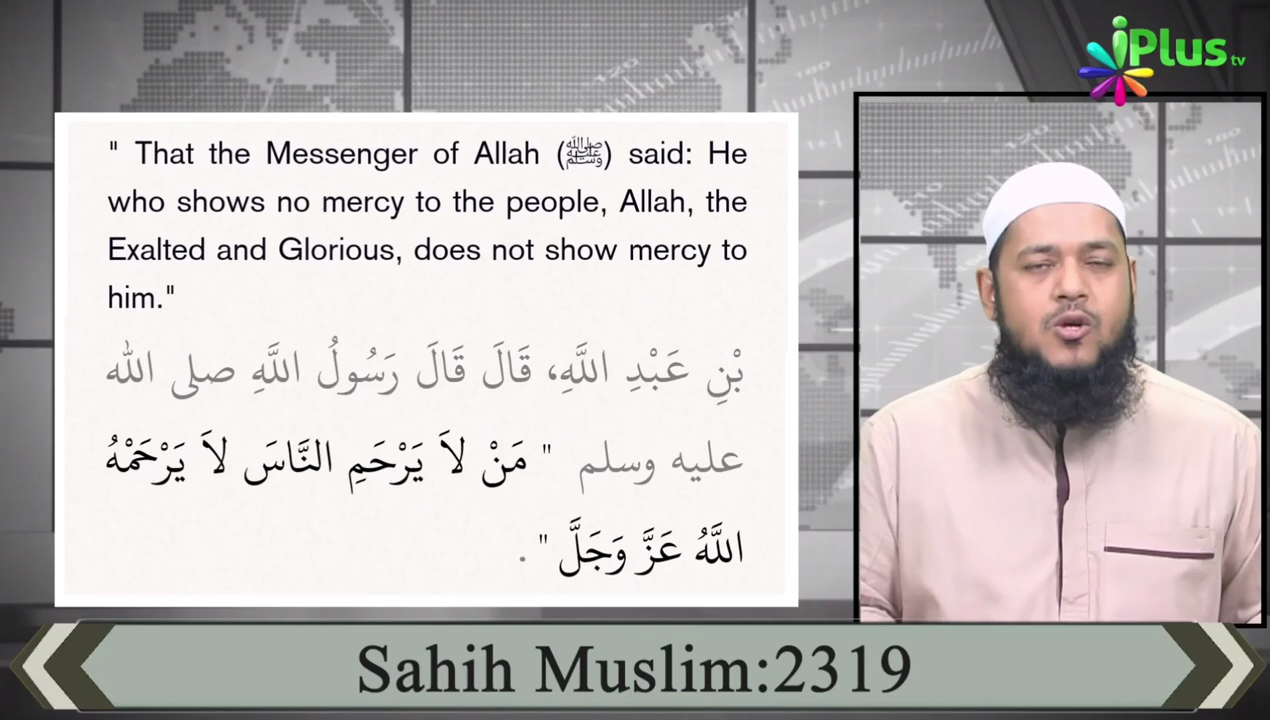 iPlus tv
" That the Messenger of Allah (ﷺ) said: He
who shows no mercy to the people, Allah, the
Exalted and Glorious, does not show mercy to
him."
بْنِ عَبْدِ اللَّهِ، قَالَ قَالَ رَسُولُ اللَّهِ صلى الله
عليه وسلم " مَنْ لاَ يَرْحَمِ النَّاسَ لاَ يَرْحَمْهُ
اللَّهُ عَزَّ وَجَلَّ " .
Sahih Muslim:2319